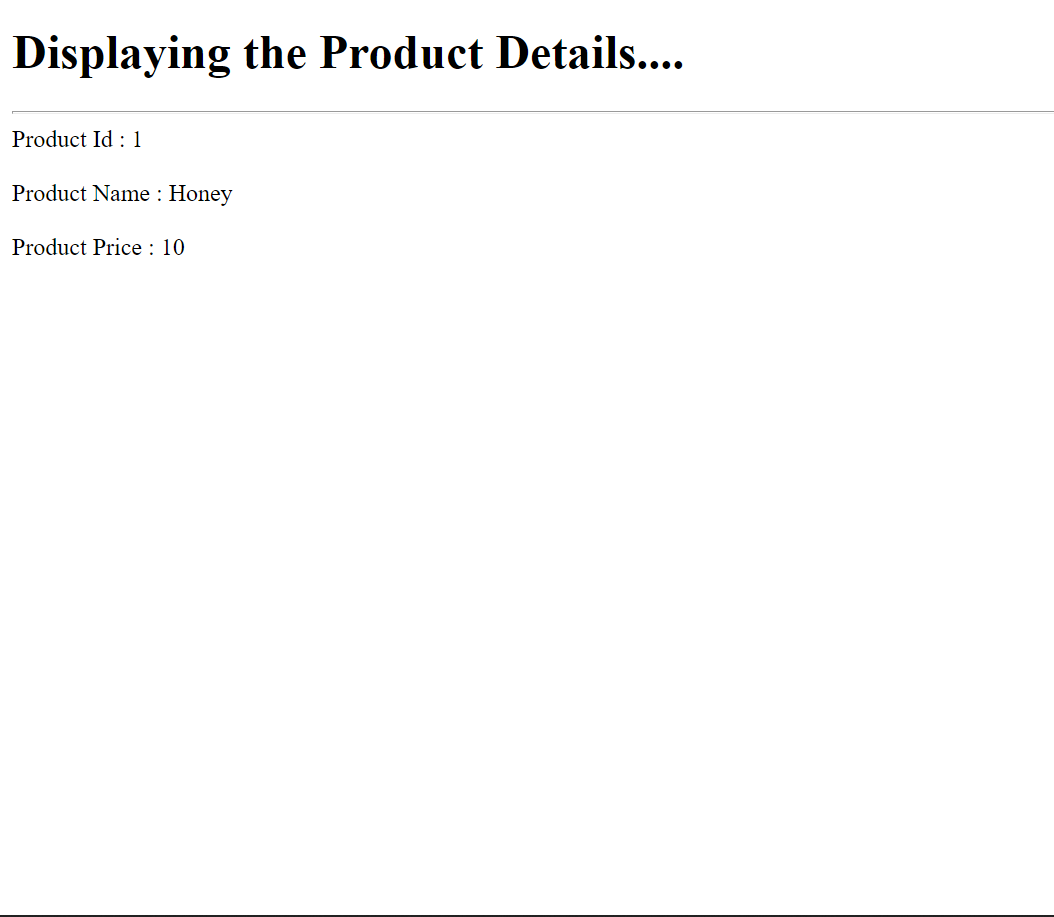 Displaying the Product Details....
Product Id : 1
Product Name : Honey
Product Price : 10